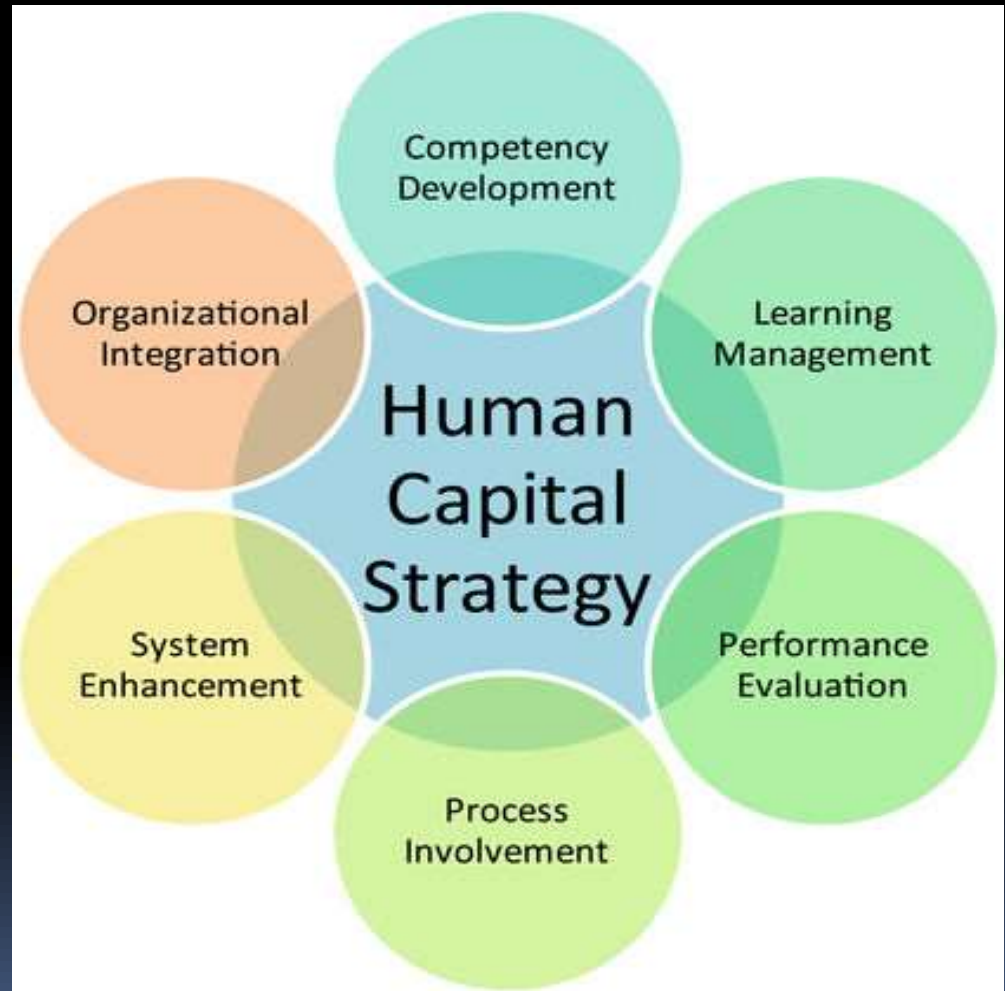 Competency
Development
Organizational
Integration
Learning
Management
Human
Capital
Strategy
System
Enhancement
Performance
Evaluation
Process
Involvement